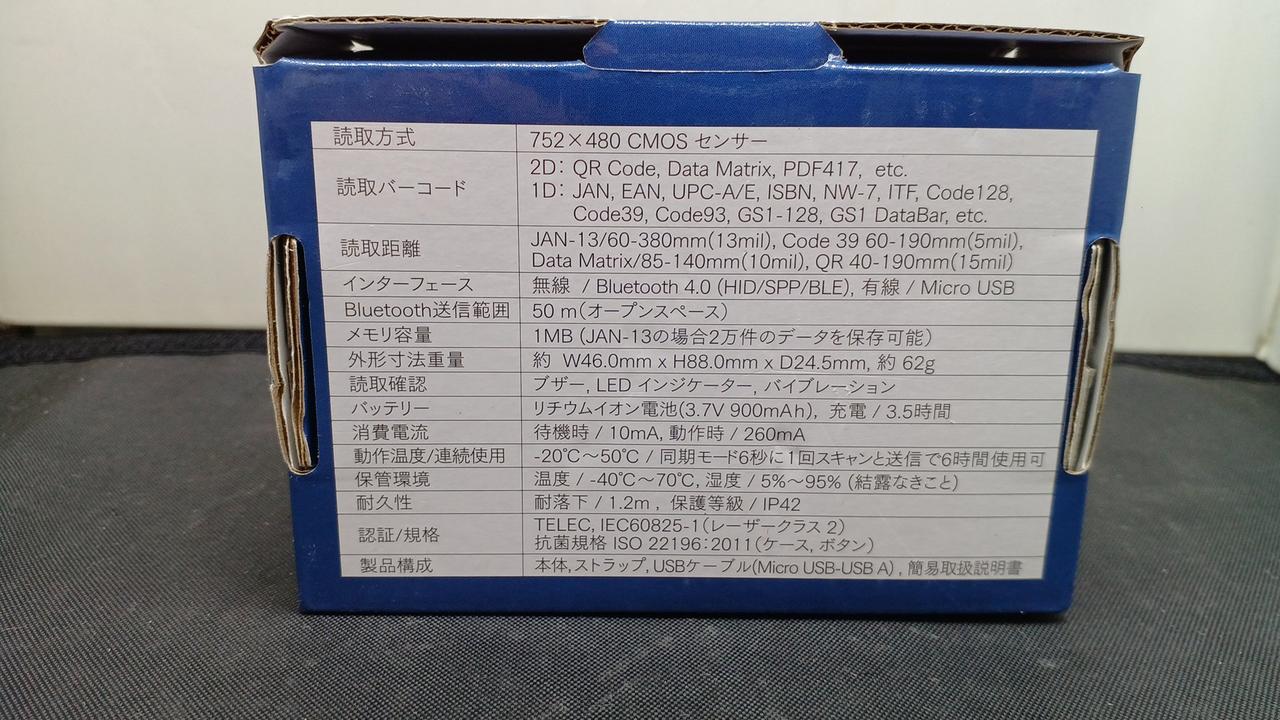 読取方式 752×480 CMOS センサー
読取バーコード 2D: QR Code, Data Matrix, PDF417, etc.
1D: JAN, EAN, UPC-A/E, ISBN, NW-7, ITF, Code128,
Code39, Code93, GS1-128, GS1 DataBar, etc.
読取距離 JAN-13/60-380mm(13mil), Code 39 60-190mm(5mil),
Data Matrix/85-140mm(10mil), QR 40-190mm(15mil)
インターフェース 無線 / Bluetooth 4.0 (HID/SPP/BLE), 有線 / Micro USB
Bluetooth送信範囲 50 m(オープンスペース)
メモリ容量 1MB (JAN-13の場合2万件のデータを保存可能)
外形寸法重量 約 W46.0mm x H88.0mm x D24.5mm, 約 62g
読取確認 ブザー, LED インジケーター, バイブレーション
バッテリー リチウムイオン電池(3.7V 900mAh), 充電 / 3.5時間
消費電流 待機時 / 10mA, 動作時 / 260mA
動作温度/連続使用 -20℃～50℃ / 同期モード6秒に1回スキャンと送信で6時間使用可
保管環境 温度 / -40℃～70℃, 湿度 / 5%～95% (結露なきこと)
耐久性 耐落下 / 1.2m , 保護等級 / IP42
認証/規格 TELEC, IEC60825-1(レーザークラス 2)
抗菌規格 ISO 22196:2011(ケース, ボタン)
製品構成 本体, ストラップ, USBケーブル(Micro USB-USB A) , 簡易取扱説明書